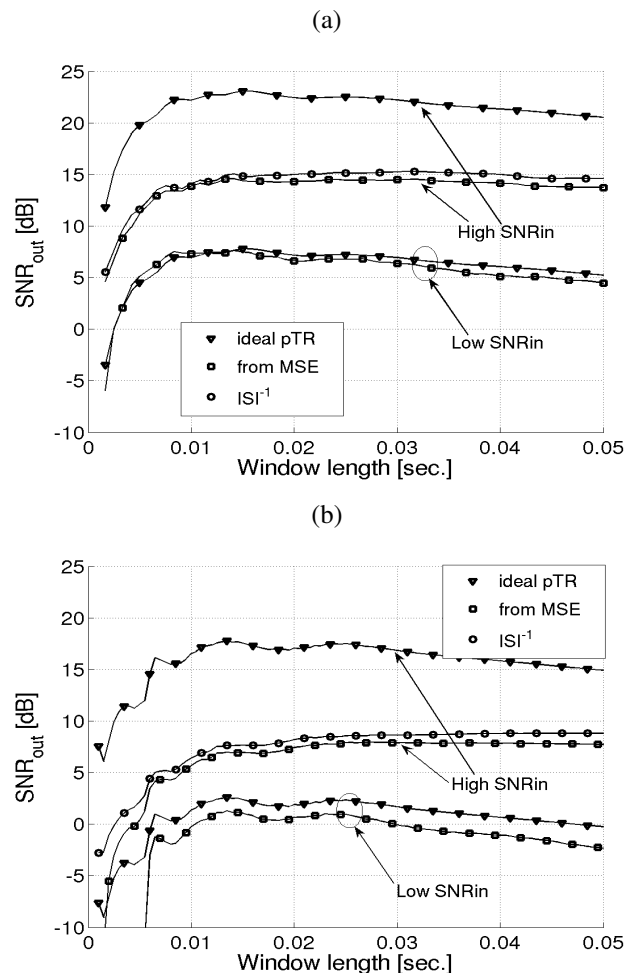 (a)
25
20
15
10
5
0
-5
-10
SNRout [dB]
High SNRin
Low SNRin
ideal pTR
from MSE
ISI-1
0
0.01
0.02
0.03
0.04
0.05
Window length [sec.]
(b)
25
20
15
10
5
0
-5
-10
SNRout [dB]
ideal pTR
from MSE
ISI-1
High SNRin
Low SNRin
0
0.01
0.02
0.03
0.04
0.05
Window length [sec.]